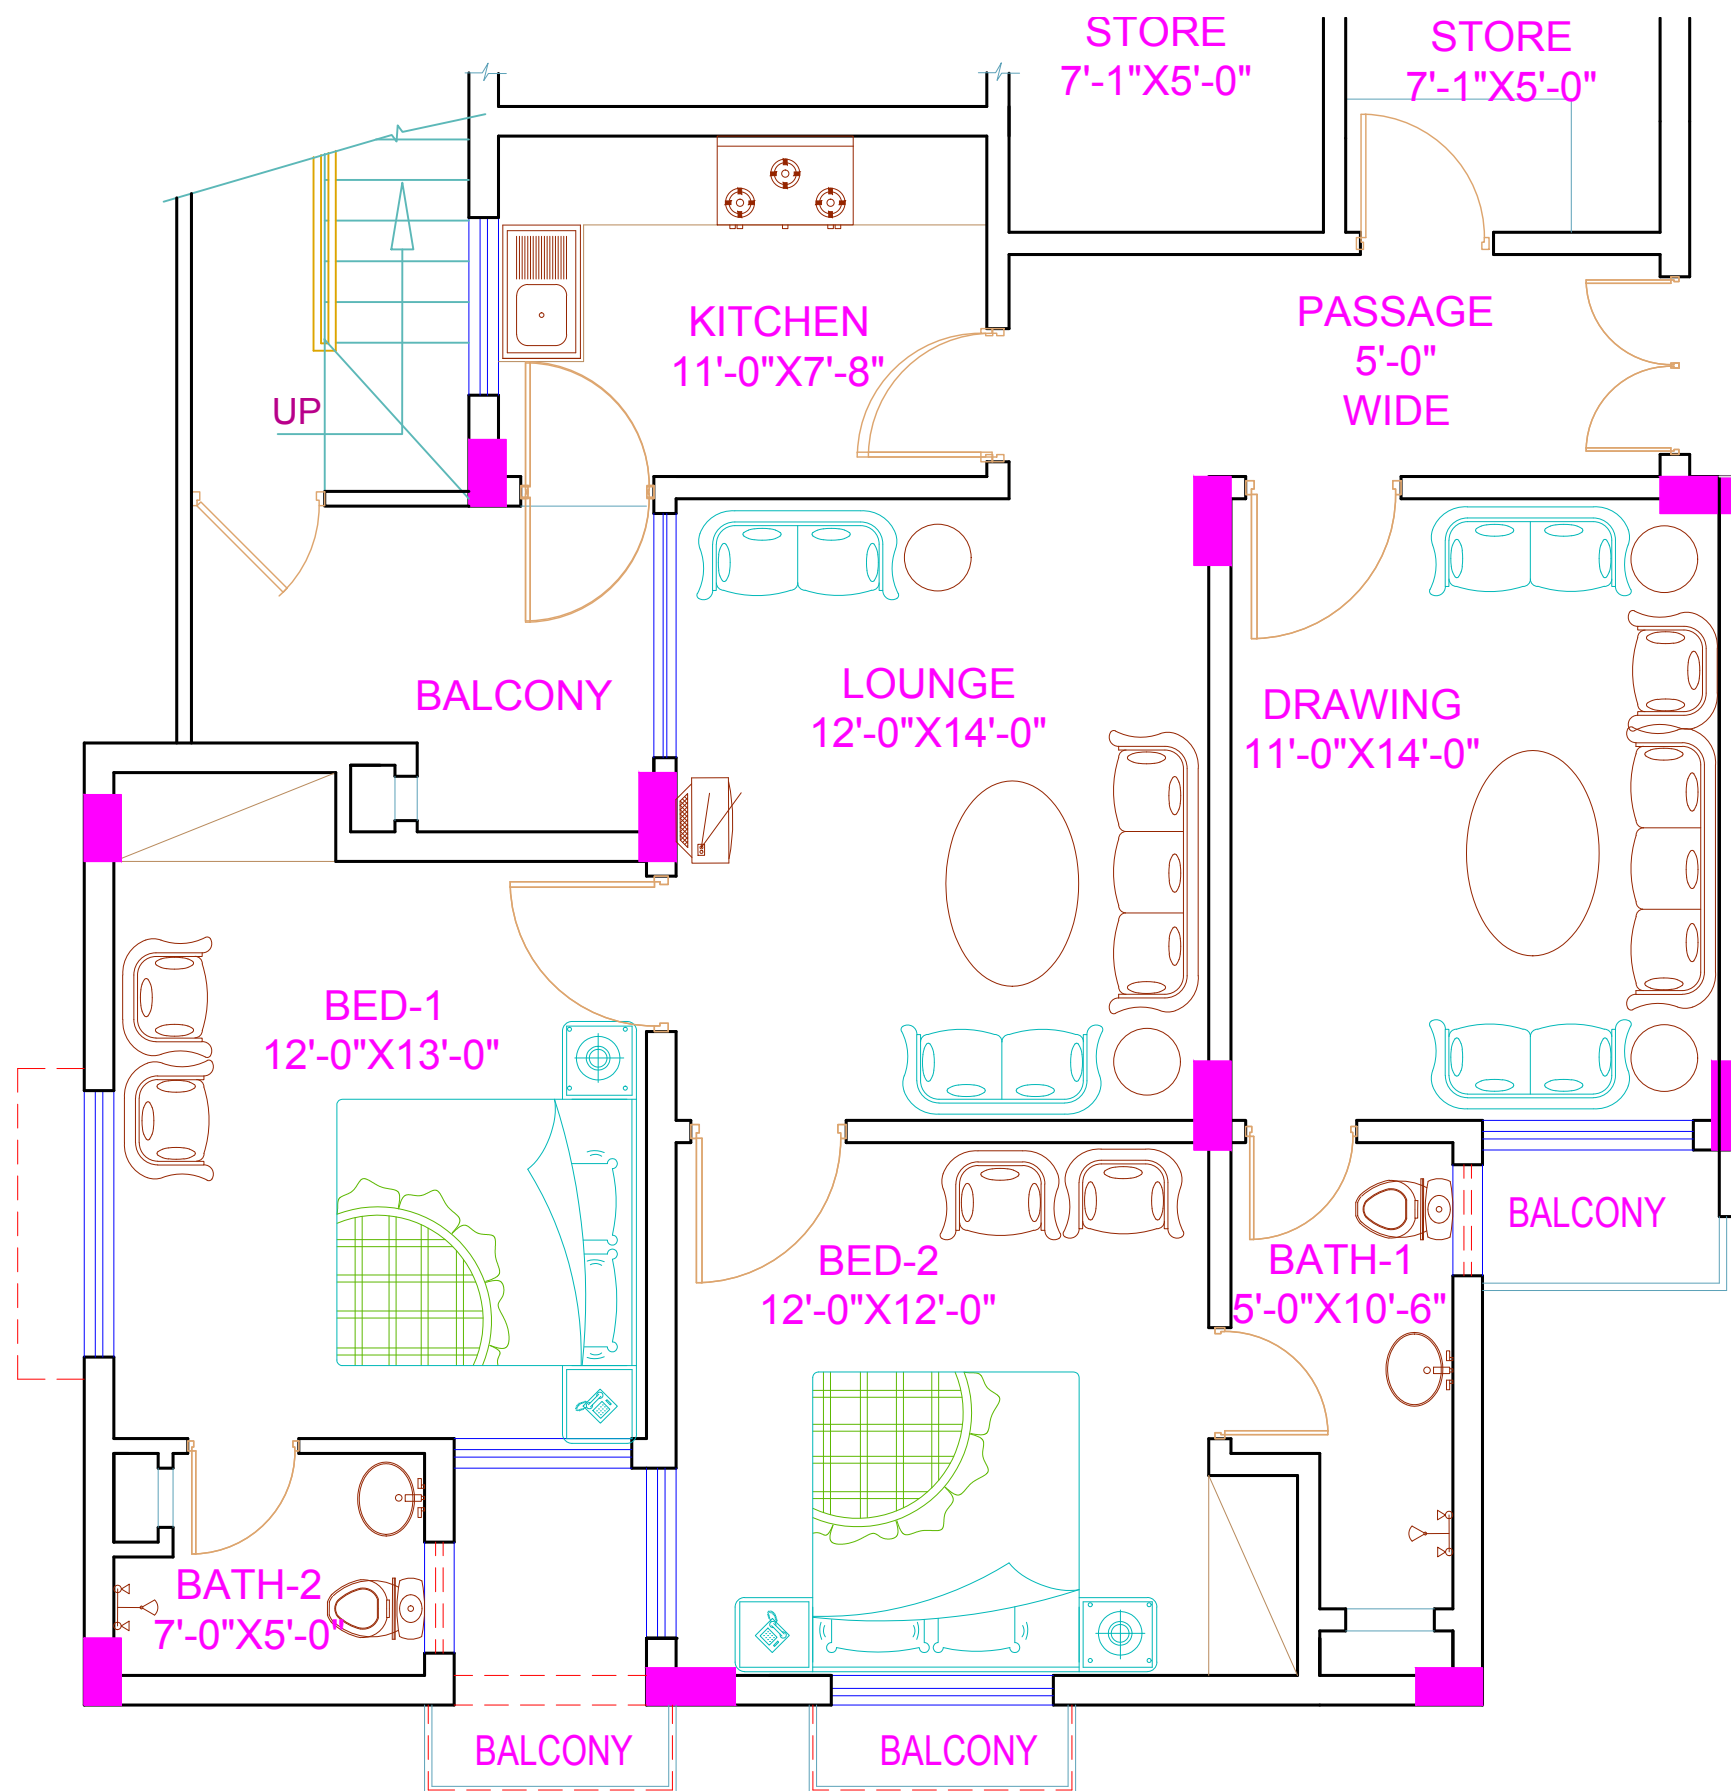 STORE
7'-1"X5'-0"
STORE
7'-1"X5'-0"
KITCHEN
11'-0"X7'-8"
PASSAGE
5'-0"
WIDE
UP
BALCONY
LOUNGE
12'-0"X14'-0"
DRAWING
11'-0"X14'-0"
BED-1
12'-0"X13'-0"
BALCONY
BED-2
12'-0"X12'-0"
BATH-1
5'-0"X10'-6"
BATH-2
7'-0"X5'-0"
BALCONY
BALCONY